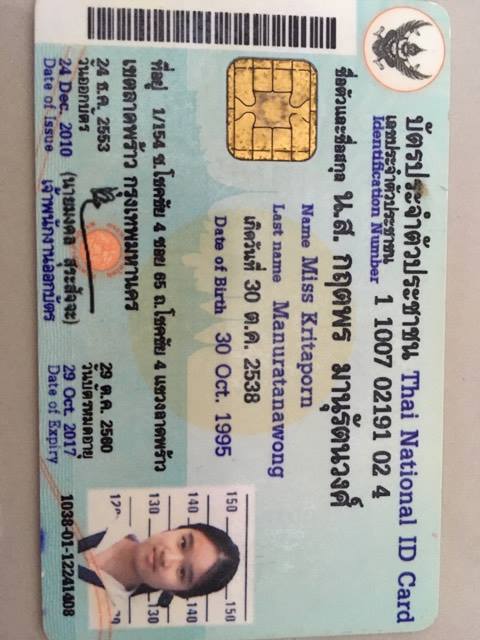 บัตรประจำตัวประชาชน Thai National ID Card
เลขประจำตัวประชาชน
Identification Number
1 1007 02191 02 4
ชื่อตัวและชื่อสกุล น.ส. กฤตพร มานุรัตนวงศ์
Name Miss Kritaporn
Last name Manuratanawong
เกิดวันที่ 30 ต.ค. 2538
Date of Birth 30 Oct. 1995
ที่อยู่ 1/154 ซ.โชคชัย 4 ซอย 65 ถ.โชคชัย 4 แขวงลาดพร้าว
เขตลาดพร้าว กรุงเทพมหานคร
24 ธ.ค. 2553
วันออกบัตร
24 Dec. 2010
Date of Issue
(นายมงคล สุระสัจจะ)
เจ้าพนักงานออกบัตร
29 ต.ค. 2560
วันบัตรหมดอายุ
29 Oct. 2017
Date of Expiry
150 150
140 140
130 130
120
1038-01-12241408